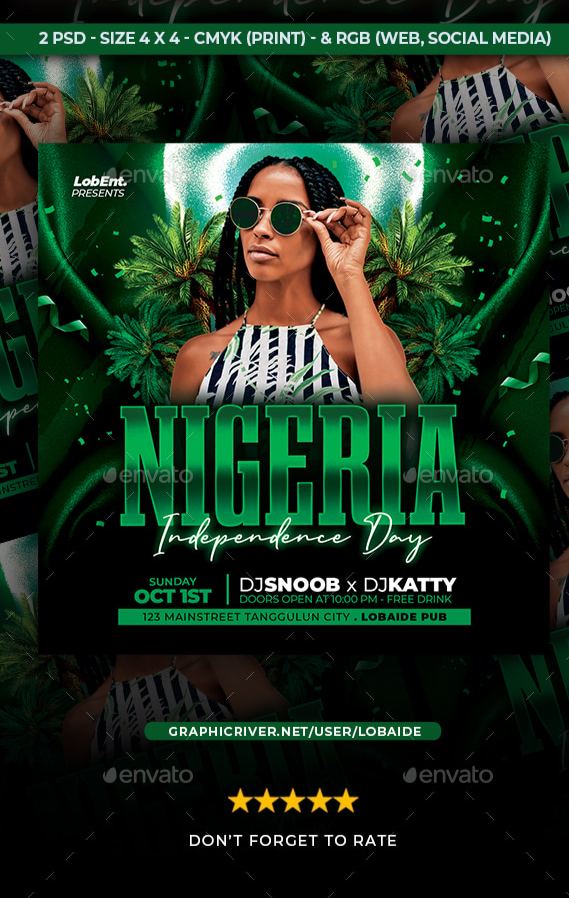 2 PSD - SIZE 4 X 4 - CMYK (PRINT) - & RGB (WEB, SOCIAL MEDIA)
LobEnt.
PRESENTS
envato envato
NIGERIA
envato envato
Independence Day
SUNDAY
OCT 1ST
DJSNOOB x DJKATTY
DOORS OPEN AT 10:00 PM - FREE DRINK
123 MAINSTREET TANGGULUN CITY . LOBAIDE PUB
GRAPHICRIVER.NET/USER/LOBAIDE
envato envato
DON'T FORGET TO RATE